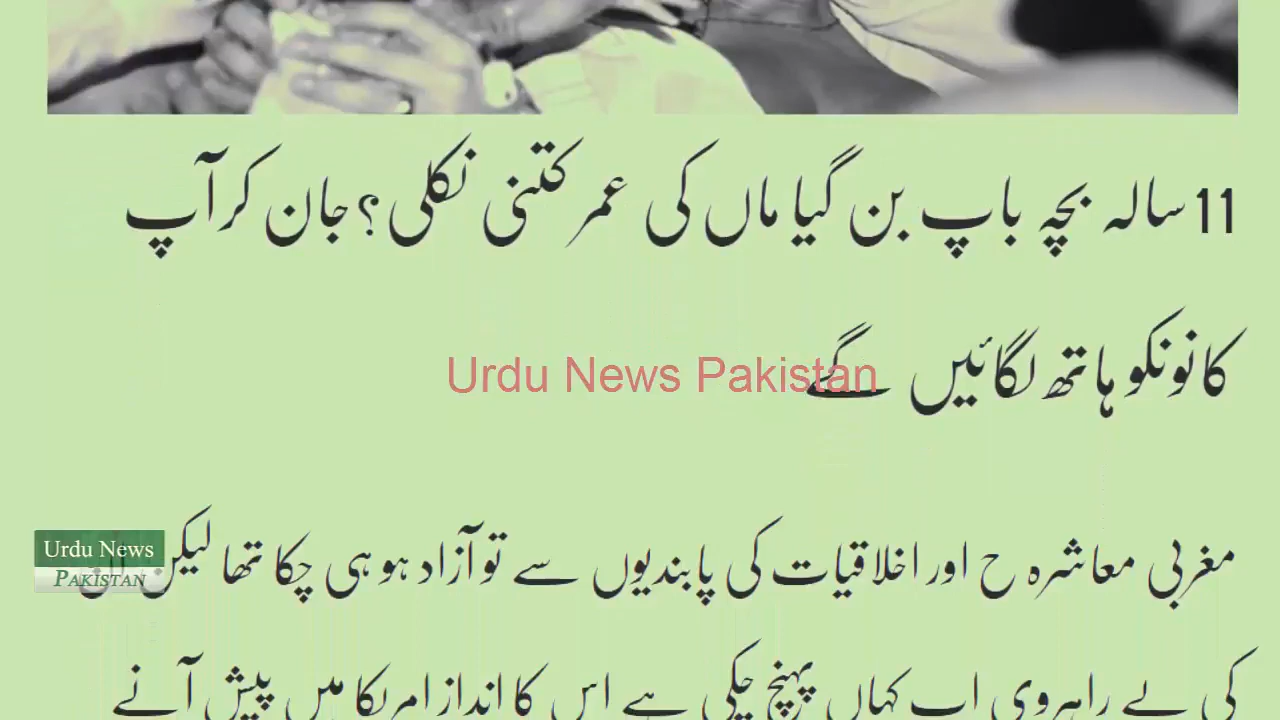 11 سالہ بچہ باپ بن گیا ماں کی عمر کتنی نکلی؟ جان کر آپ
کانوں کو ہاتھ لگائیں گے
Urdu News Pakistan
مغربی معاشرہ ح اور اخلاقیات کی پابندیوں سے تو آزاد ہو ہی چکا تھا لیکن
Urdu News
PAKISTAN
کی بے راہروی اب کہاں پہنچ چکی ہے اس کا انداز امریکا میں پیش آنے